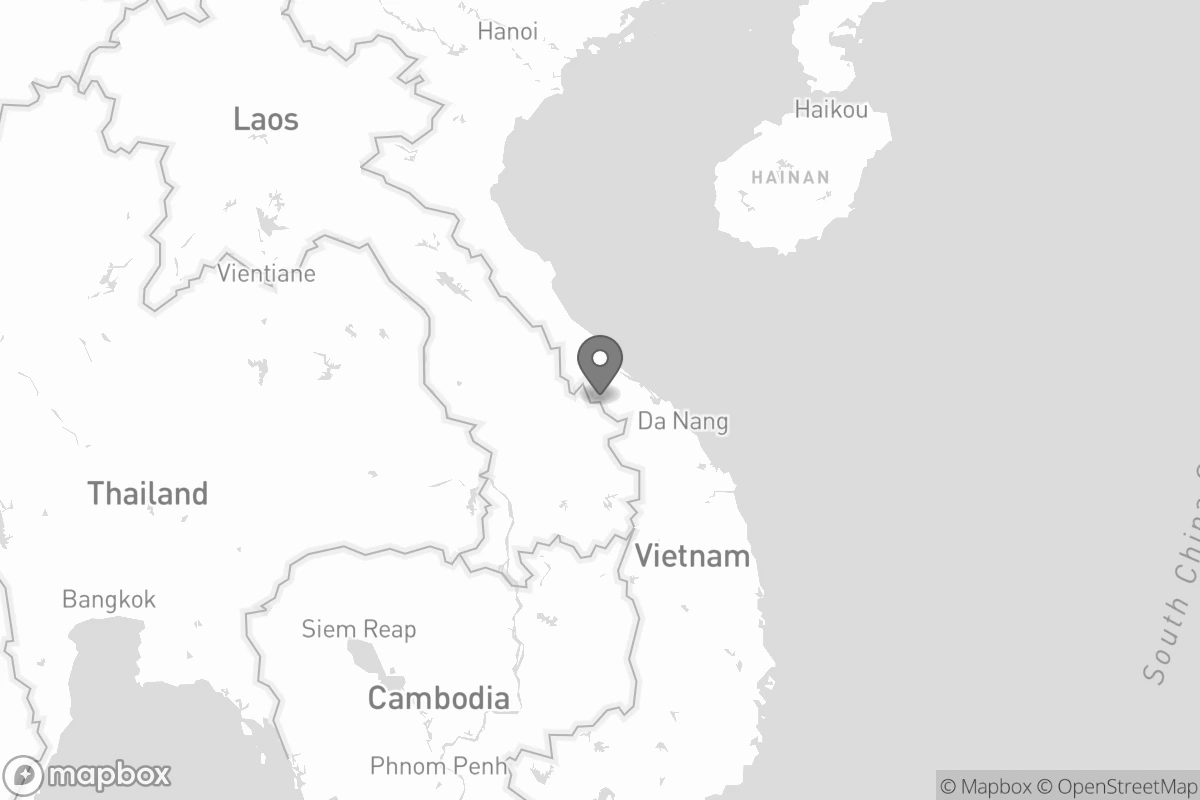 Hanoi
Haikou
Laos
HAINAN
Vientiane
Da Nang
Thailand
Vietnam
Bangkok
Siem Reap
South China
Cambodia
Phnom Penh
mapbox
© Mapbox © OpenStreetMap